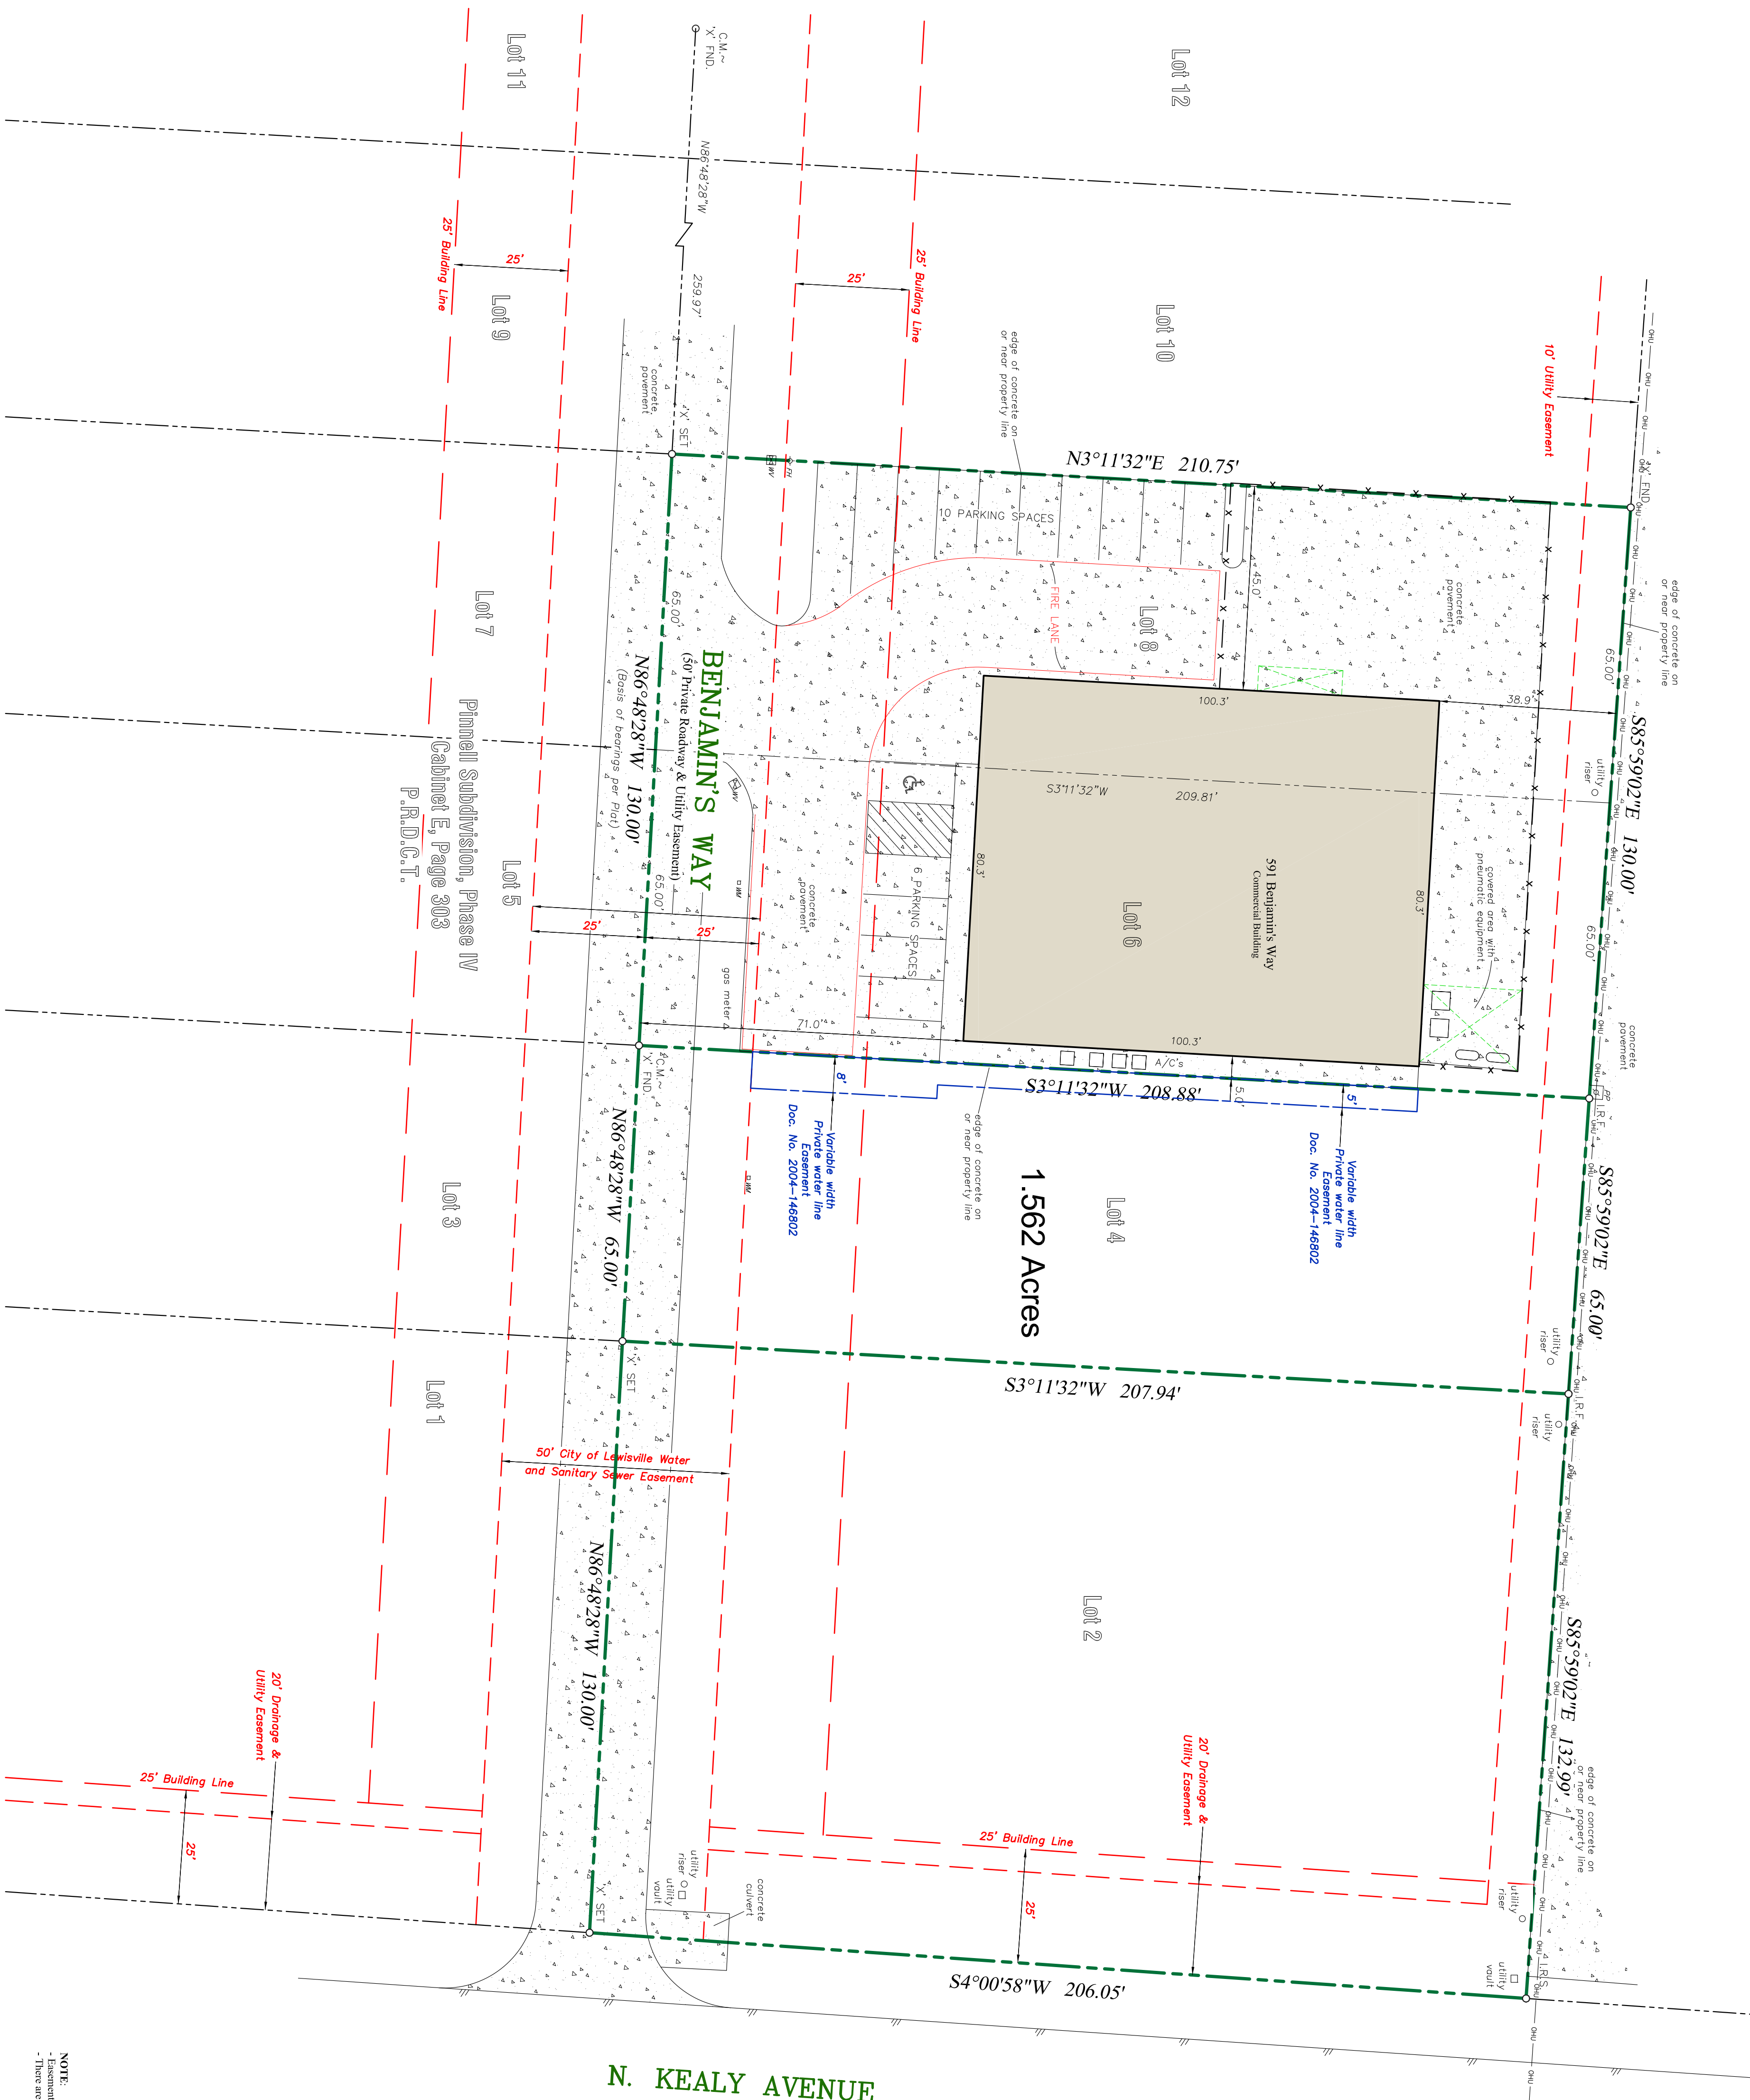 Lot 11
C.M.~
'X' FND.
Lot 12
N86°48'28"W
259.97'
25' Building Line
25'
25' Building Line
25'
Lot 9
Lot 10
10' Utility Easement
edge of concrete on
or near property line
concrete
pavement
'X' SET
WV
FH
N3°11'32"E 210.75'
'X' FND.
OHU
10 PARKING SPACES
FIRE LANE
45.0'
Lot 8
concrete
pavement
edge of concrete on
or near property line
65.00'
S85°59'02"E 130.00'
38.9'
Lot 7
65.00'
BENJAMIN'S WAY
(50' Private Roadway & Utility Easement)
N86°48'28"W 130.00'
(Basis of bearings per Plat)
100.3'
utility
riser
S3°11'32"W 209.81'
Pinnel Subdivision, Phase IV
Cabinet E, Page 303
P.R.D.C.T.
Lot 5
65.00'
25'
25'
WV
WM
concrete
pavement
6 PARKING SPACES
80.3'
591 Benjamin's Way
Commercial Building
Lot 6
80.3'
covered area with
pneumatic equipment
65.00'
gas meter
71.0'
100.3'
A/C's
concrete
pavement
PP
I.R.F.
C.M.~
'X' FND.
S3°11'32"W 208.88'
5.0'
8'
5'
Variable width
Private water line
Easement
Doc. No. 2004-146802
edge of concrete on
or near property line
Variable width
Private water line
Easement
Doc. No. 2004-146802
WM
Lot 3
N86°48'28"W 65.00'
1.562 Acres
Lot 4
S85°59'02"E 65.00'
utility
riser
'X' SET
S3°11'32"W 207.94'
I.R.F.
utility
riser
Lot 1
50' City of Lewisville Water
and Sanitary Sewer Easement
N86°48'28"W 130.00'
Lot 2
S85°59'02"E 132.99'
20' Drainage &
Utility Easement
25' Building Line
25'
20' Drainage &
Utility Easement
25' Building Line
25'
edge of concrete on
or near property line
utility
riser
utility
vault
concrete
culvert
'X' SET
utility
riser
utility
vault
I.R.S.
S4°00'58"W 206.05'
N. KEALY AVENUE
NOTE:
- Easement
- There are